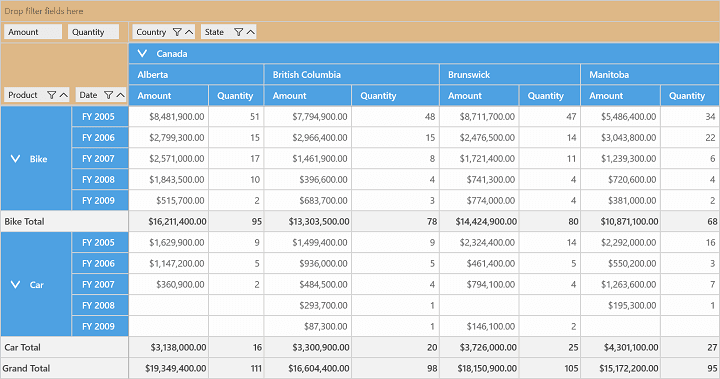 Drop filter fields here
Amount Quantity Country State
Canada
Alberta British Columbia Brunswick Manitoba
Product Date Amount Quantity Amount Quantity Amount Quantity Amount Quantity
FY 2005 $8,481,900.00 51 $7,794,900.00 48 $8,711,700.00 47 $5,486,400.00 34
FY 2006 $2,799,300.00 15 $2,966,400.00 15 $2,476,500.00 14 $3,043,800.00 22
Bike FY 2007 $2,571,000.00 17 $1,461,900.00 8 $1,721,400.00 11 $1,239,300.00 6
FY 2008 $1,843,500.00 10 $396,600.00 4 $741,300.00 4 $720,600.00 4
FY 2009 $515,700.00 2 $683,700.00 3 $774,000.00 4 $381,000.00 2
Bike Total $16,211,400.00 95 $13,303,500.00 78 $14,424,900.00 80 $10,871,100.00 68
FY 2005 $1,629,900.00 9 $1,499,400.00 9 $2,324,400.00 14 $2,292,000.00 16
FY 2006 $1,147,200.00 5 $936,000.00 5 $461,400.00 5 $550,200.00 3
Car FY 2007 $360,900.00 2 $484,500.00 4 $794,100.00 4 $1,263,600.00 7
FY 2008 $293,700.00 1 $195,300.00 1
FY 2009 $87,300.00 1 $146,100.00 2
Car Total $3,138,000.00 16 $3,300,900.00 20 $3,726,000.00 25 $4,301,100.00 27
Grand Total $19,349,400.00 111 $16,604,400.00 98 $18,150,900.00 105 $15,172,200.00 95